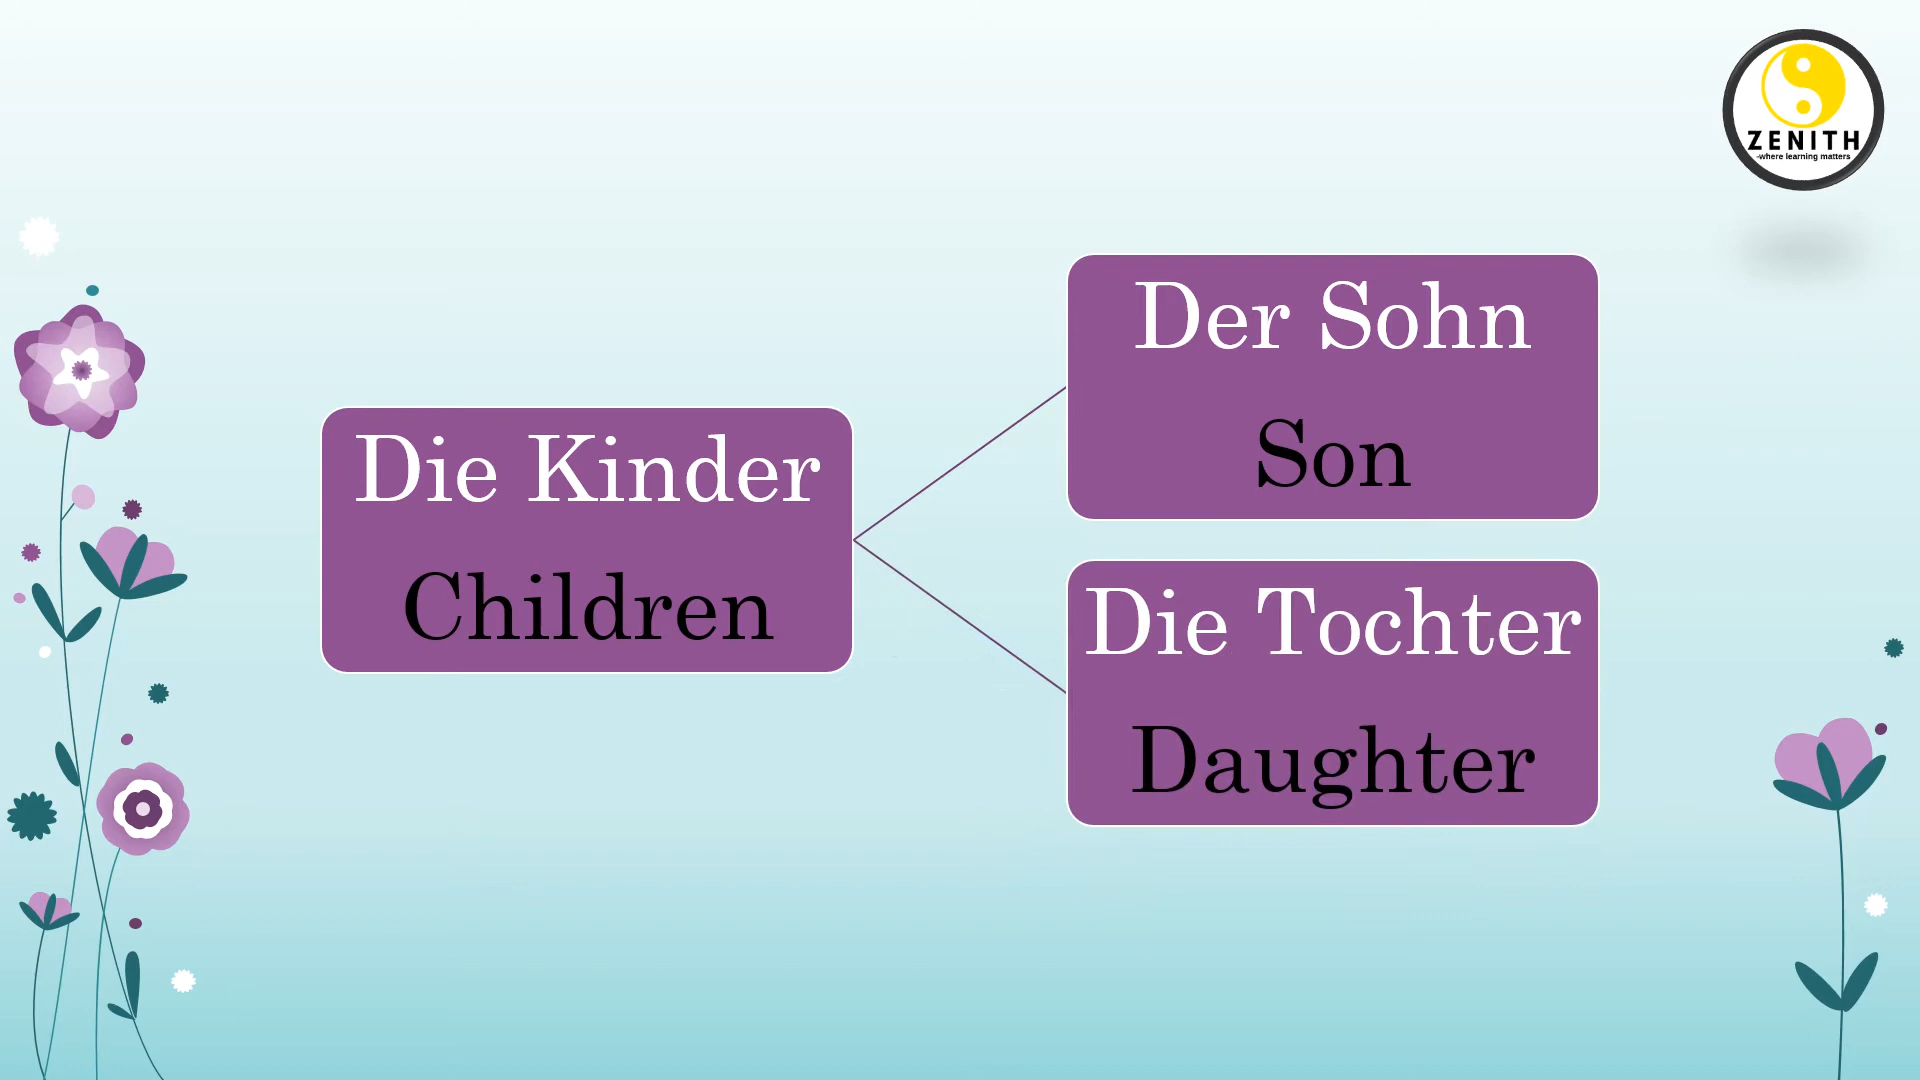 ZENITH
-where learning matters
Die Kinder
Children
Der Sohn
Son
Die Tochter
Daughter